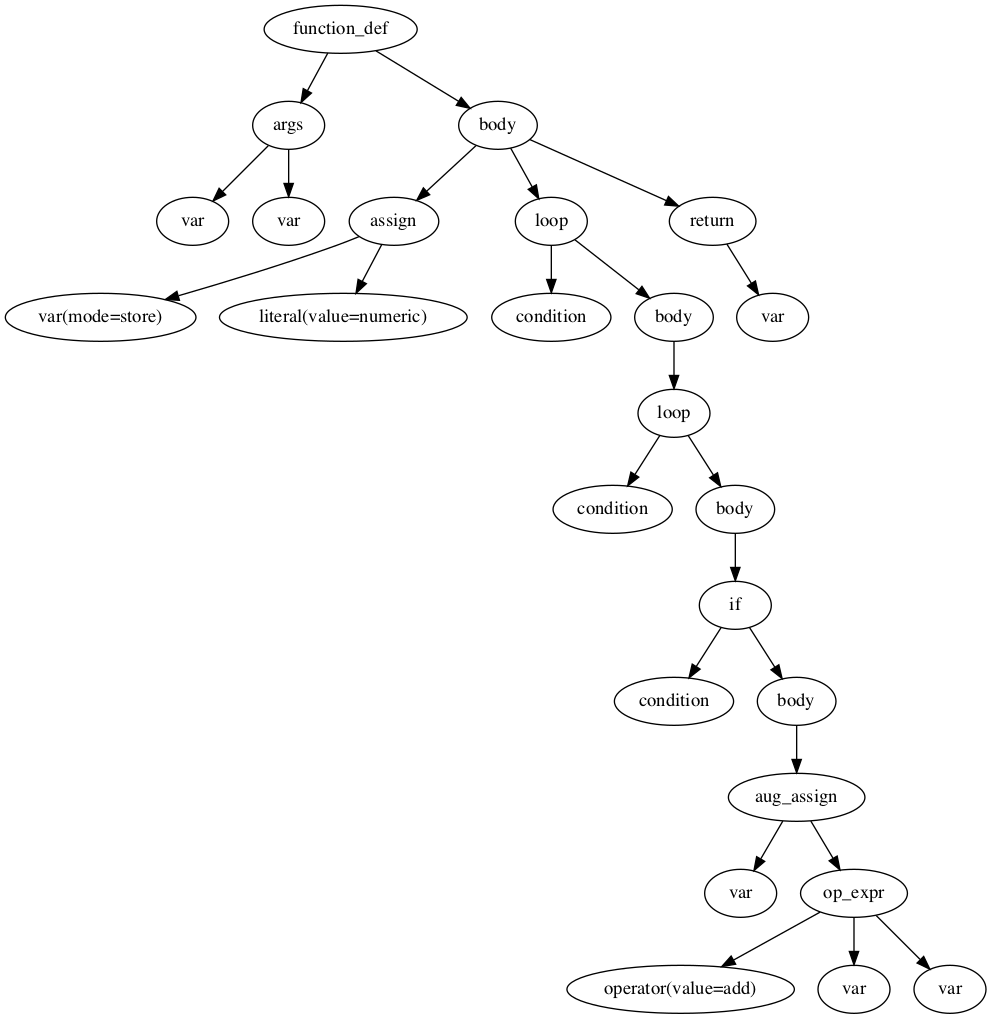 function_def
args
body
var
var
assign
loop
return
var(mode=store)
literal(value=numeric)
condition
body
var
loop
condition
body
if
condition
body
aug_assign
var
op_expr
operator(value=add)
var
var